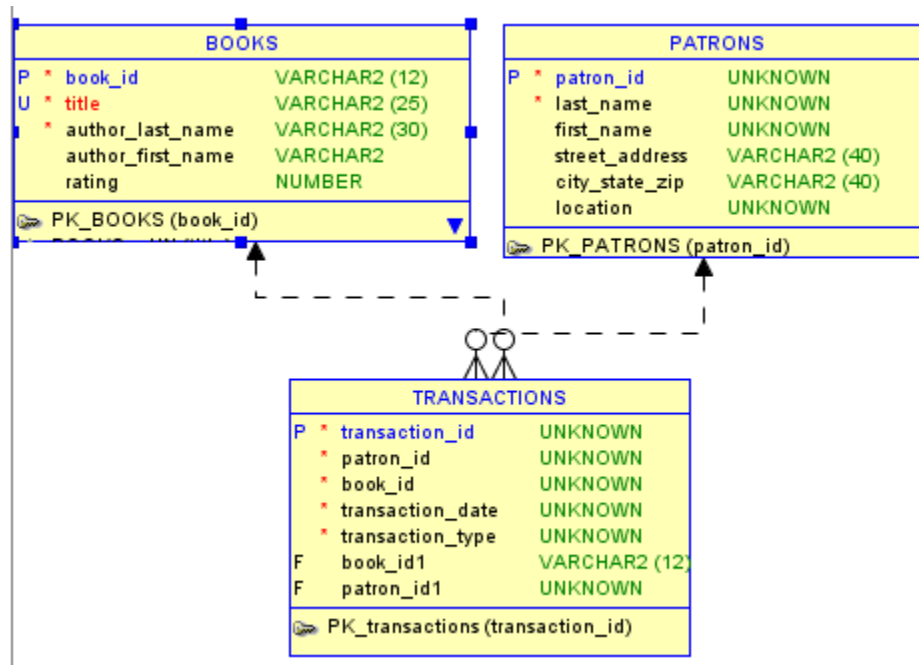 BOOKS
P * book_id VARCHAR2 (12)
U * title VARCHAR2 (25)
* author_last_name VARCHAR2 (30)
author_first_name VARCHAR2
rating NUMBER
PK_BOOKS (book_id)
PATRONS
P * patron_id UNKNOWN
* last_name UNKNOWN
first_name UNKNOWN
street_address VARCHAR2 (40)
city_state_zip VARCHAR2 (40)
location UNKNOWN
PK_PATRONS (patron_id)
TRANSACTIONS
P * transaction_id UNKNOWN
* patron_id UNKNOWN
* book_id UNKNOWN
* transaction_date UNKNOWN
* transaction_type UNKNOWN
F book_id1 VARCHAR2 (12)
F patron_id1 UNKNOWN
PK_transactions (transaction_id)